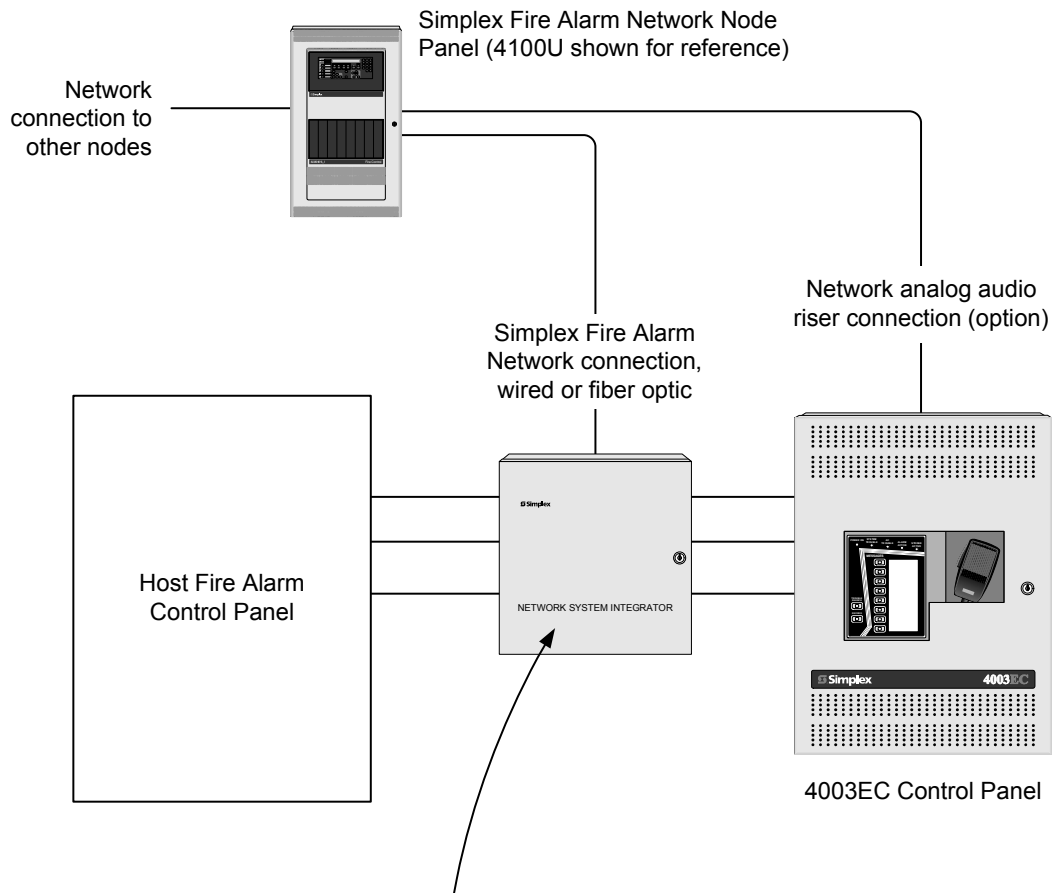 Simplex Fire Alarm Network Node
Panel (4100U shown for reference)
Network
connection to
other nodes
Network analog audio
riser connection (option)
Simplex Fire Alarm
Network connection,
wired or fiber optic
Host Fire Alarm
Control Panel
Simplex
NETWORK SYSTEM INTEGRATOR
Simplex
4003EC
4003EC Control Panel